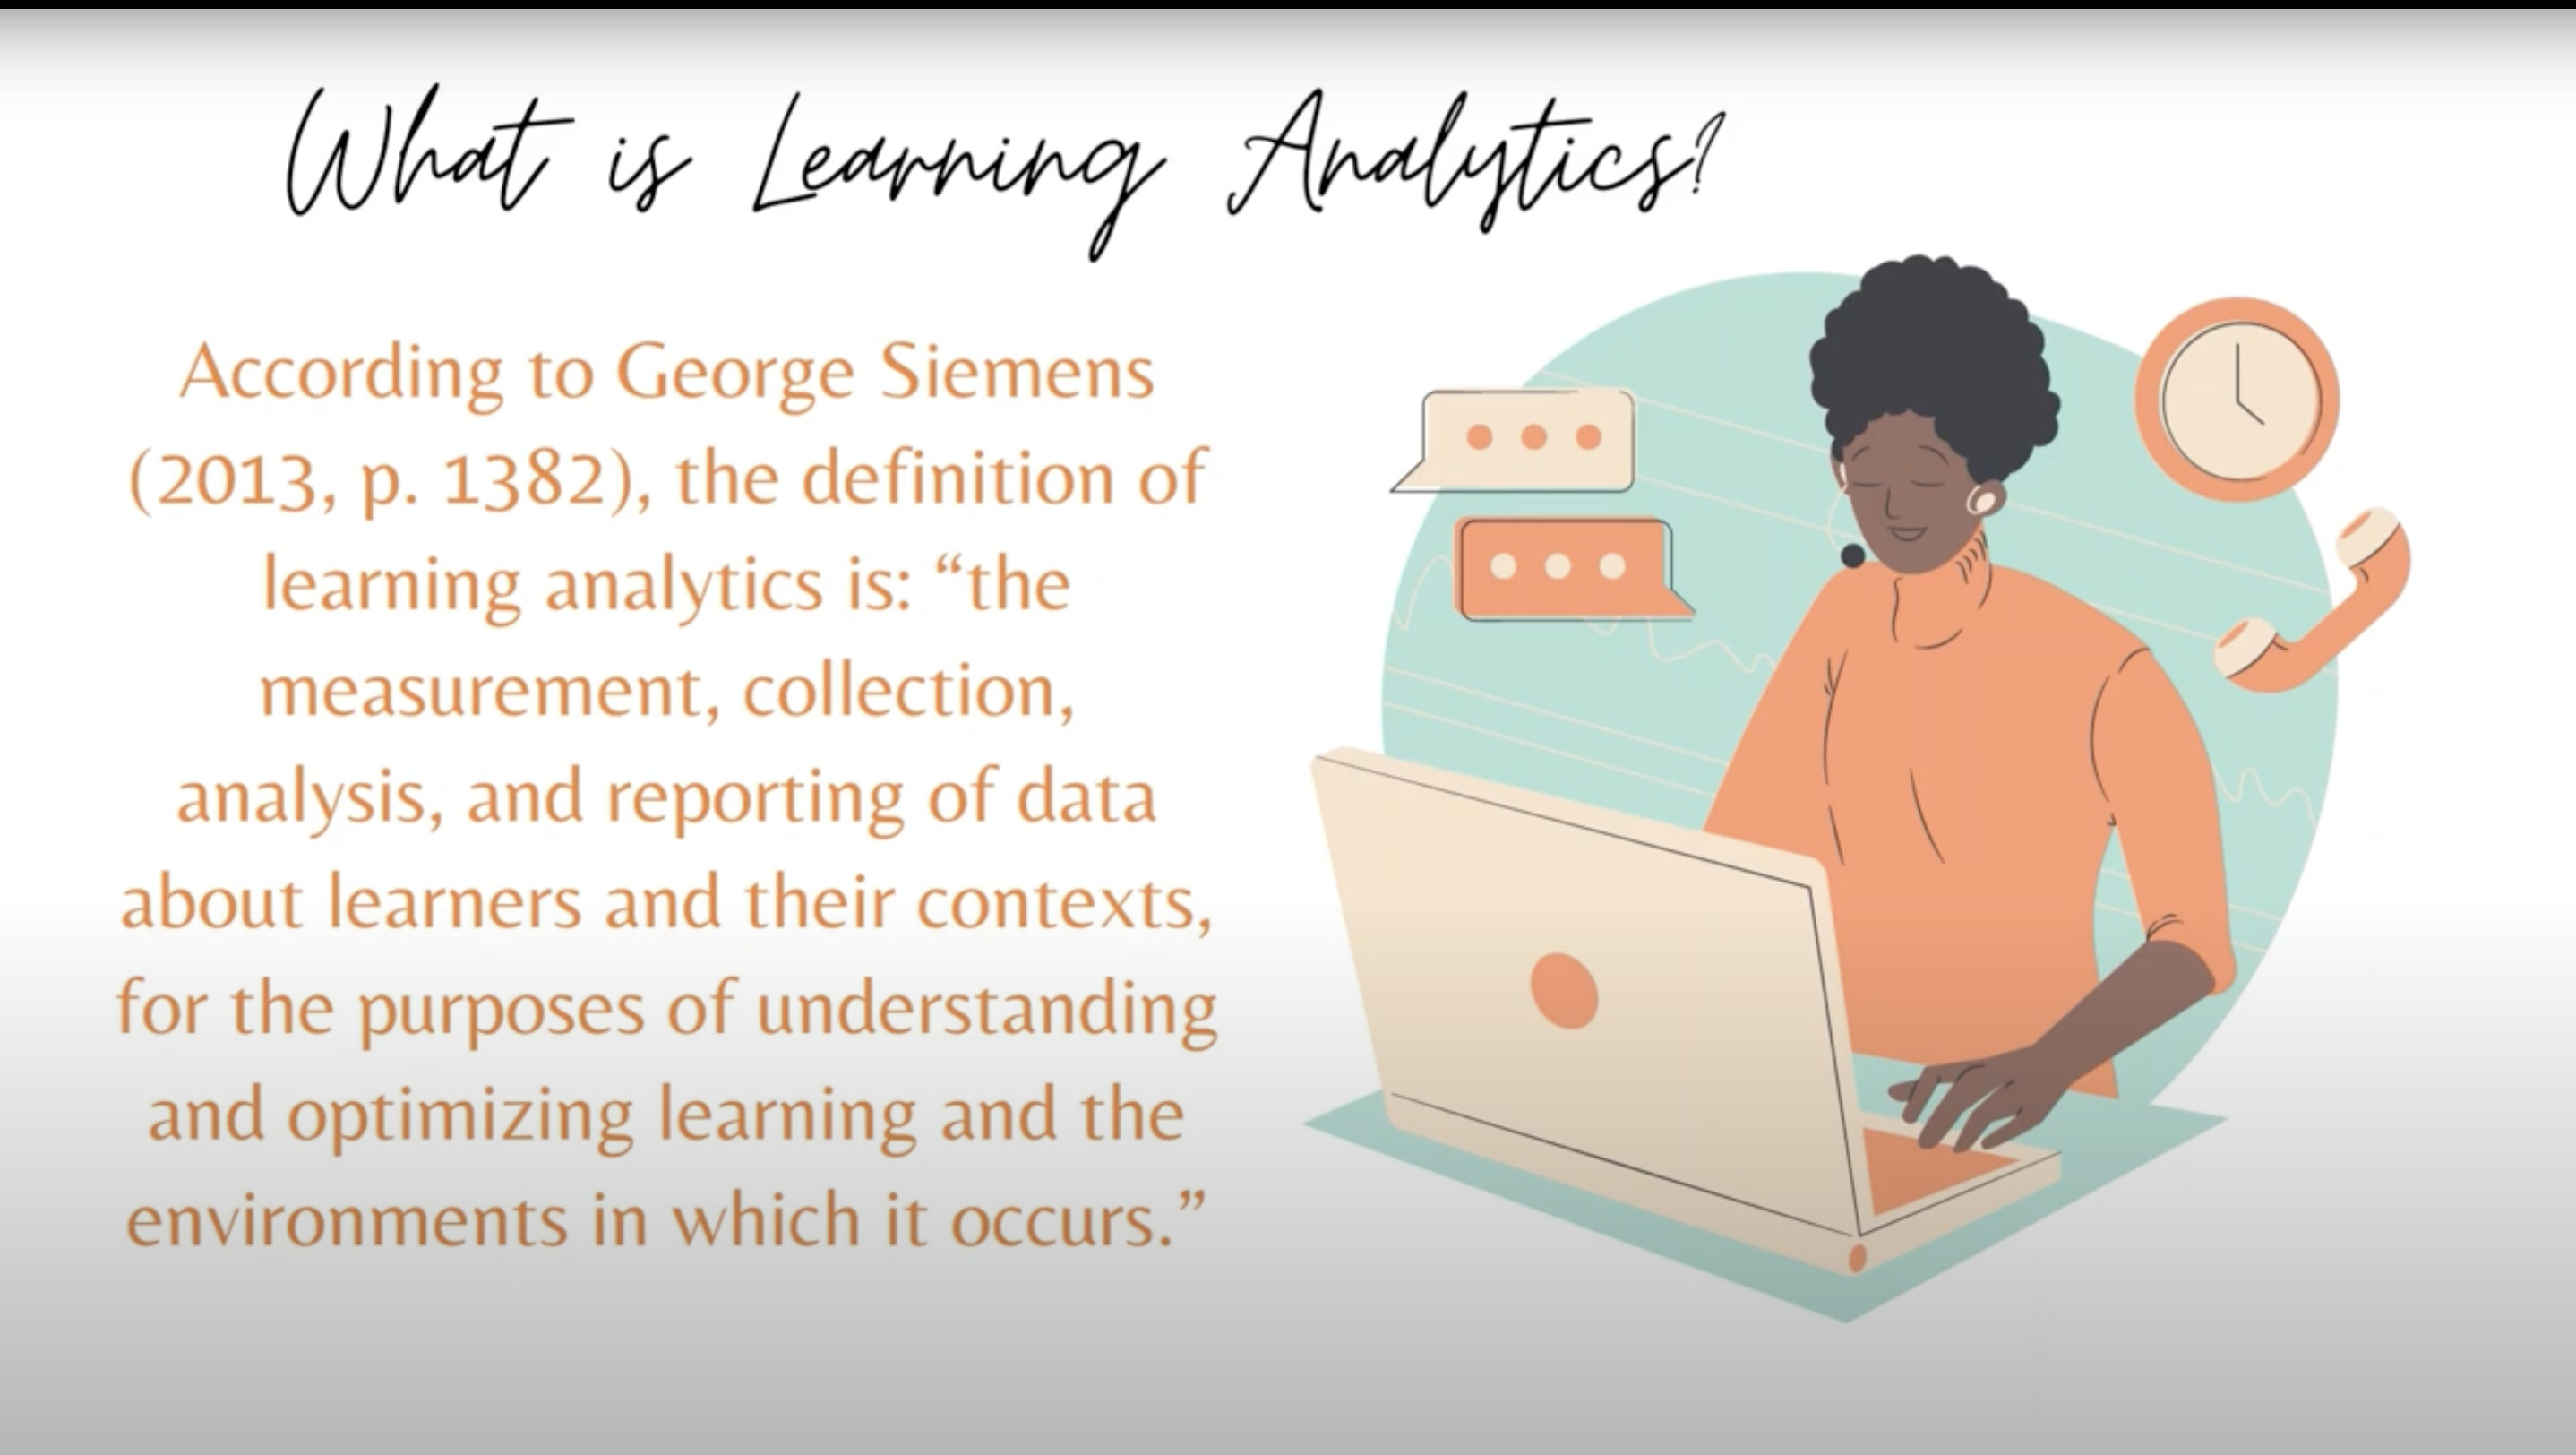 What is Learning Analytics?
According to George Siemens
(2013, p. 1382), the definition of
learning analytics is: “the
measurement, collection,
analysis, and reporting of data
about learners and their contexts,
for the purposes of understanding
and optimizing learning and the
environments in which it occurs.”